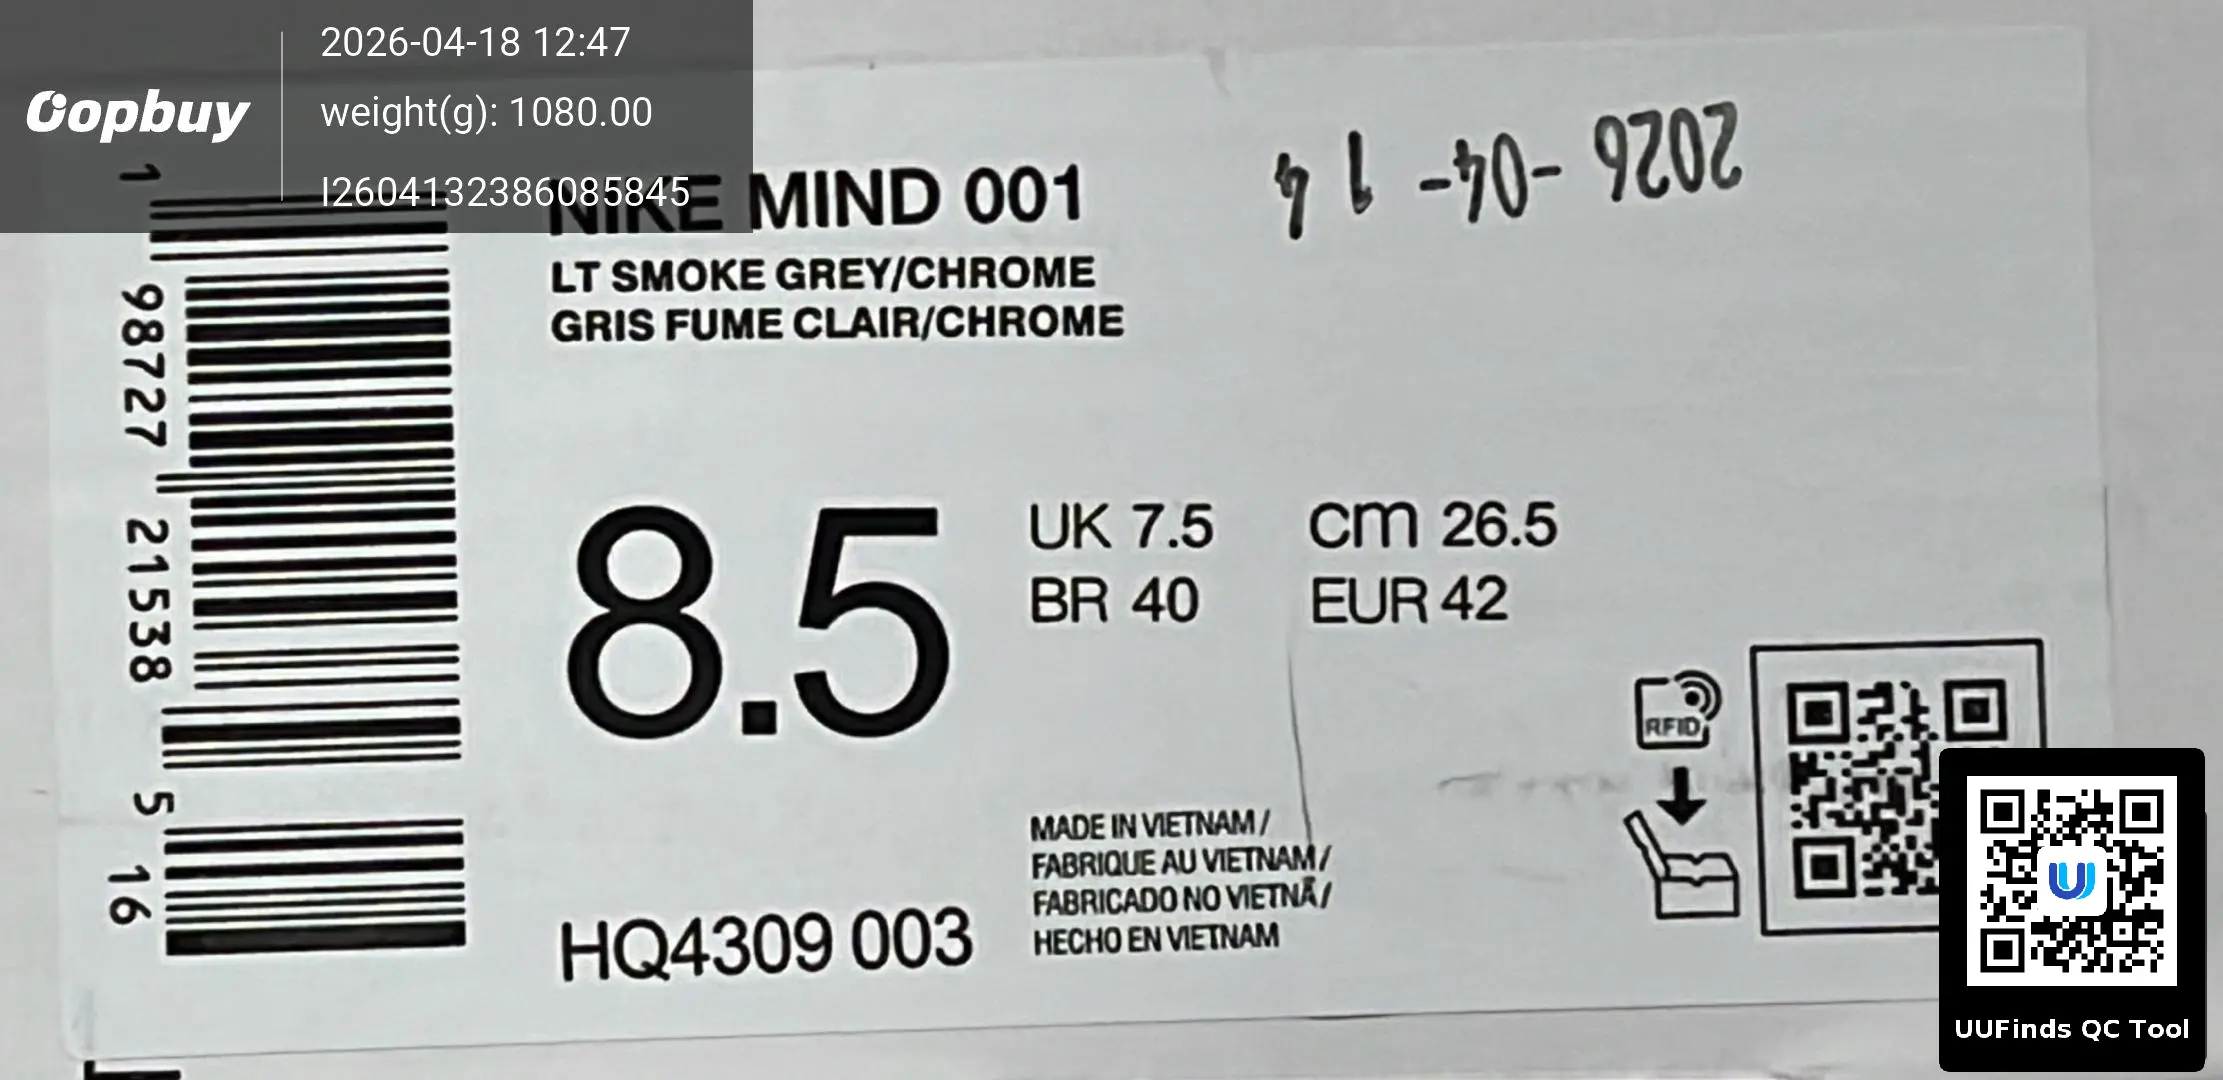 2026-04-18 12:47
Oopbuy
weight(g): 1080.00
I2604132386085845
NIKE MIND 001
LT SMOKE GREY/CHROME
GRIS FUME CLAIR/CHROME
2026-04-14
1 98727 21538 5 16
8.5
UK 7.5 CM 26.5
BR 40 EUR 42
RFID
MADE IN VIETNAM/
FABRIQUE AU VIETNAM/
FABRICADO NO VIETNÃ/
HECHO EN VIETNAM
HQ4309 003
UUFinds QC Tool